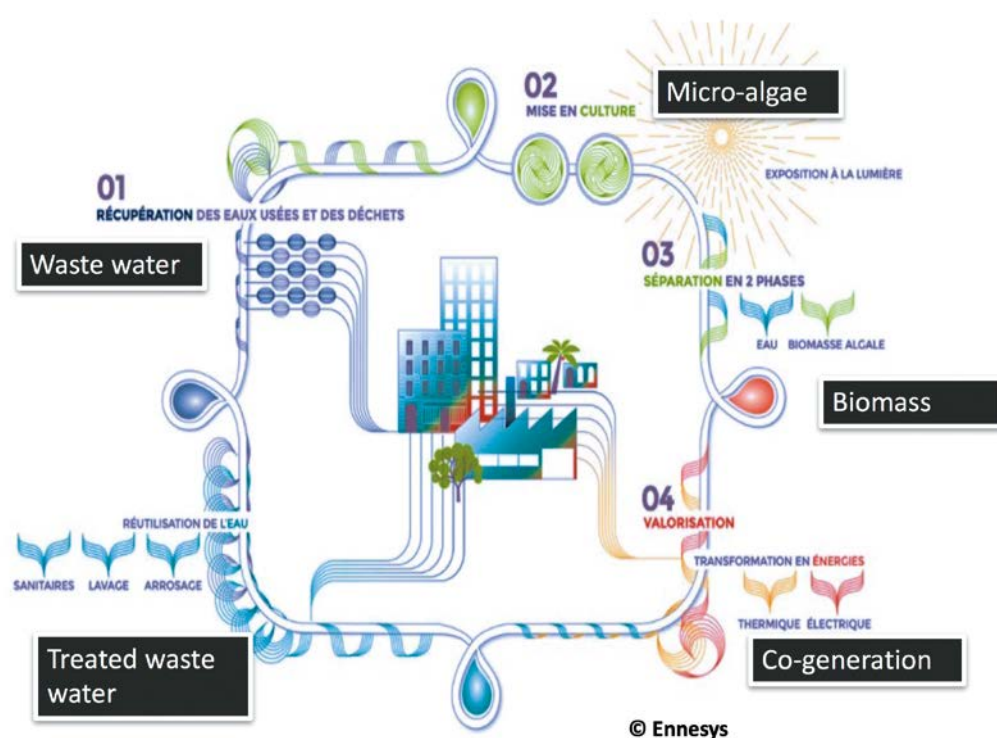 02
MISE EN CULTURE
Micro-algae
EXPOSITION À LA LUMIÈRE
01
RÉCUPÉRATION DES EAUX USÉES ET DES DÉCHETS
Waste water
03
SÉPARATION EN 2 PHASES
EAU
BIOMASSE ALGALE
Biomass
04
VALORISATION
RÉUTILISATION DE L'EAU
TRANSFORMATION EN ÉNERGIES
SANITAIRES
LAVAGE
ARROSAGE
THERMIQUE
ÉLECTRIQUE
Treated waste
water
Co-generation
© Ennesys